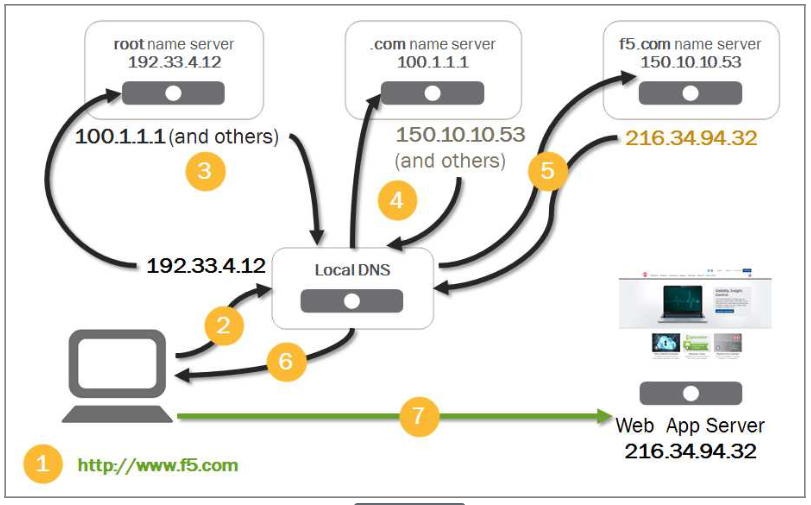 root name server
192.33.4.12
.com name server
100.1.1.1
f5.com name server
150.10.10.53
100.1.1.1 (and others)
3
150.10.10.53
(and others)
4
216.34.94.32
5
192.33.4.12
Local DNS
2
6
7
Web App Server
216.34.94.32
1
http://www.f5.com